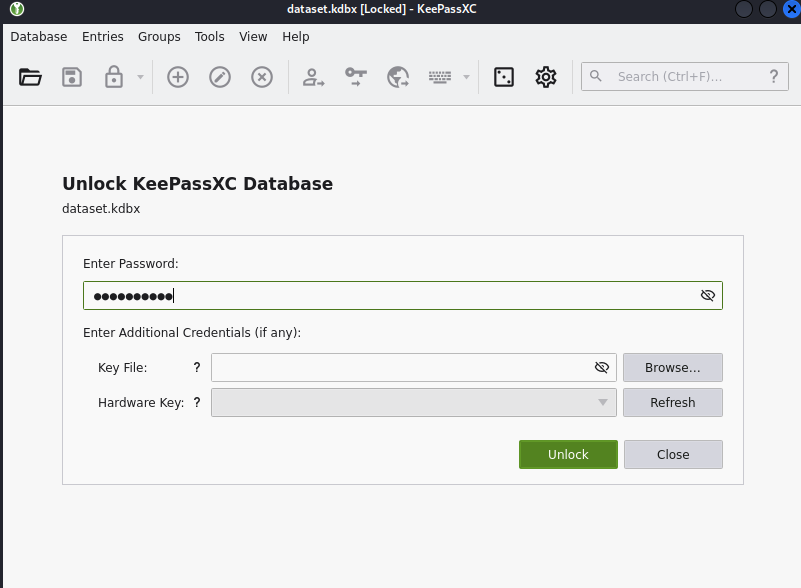 dataset.kdbx [Locked] - KeePassXC
Database Entries Groups Tools View Help
Search (Ctrl+F)... ?
Unlock KeePassXC Database
dataset.kdbx
Enter Password:
●●●●●●●●●●
Enter Additional Credentials (if any):
Key File: ? Browse...
Hardware Key: ? Refresh
Unlock Close